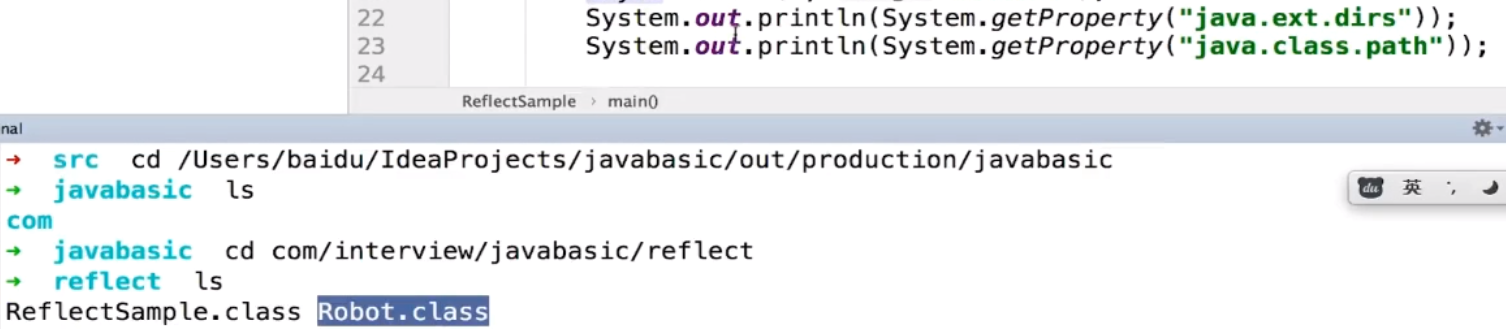 22 System.out.println(System.getProperty("java.ext.dirs"));
23 System.out.println(System.getProperty("java.class.path"));
24
ReflectSample › main()
nal
→ src cd /Users/baidu/IdeaProjects/javabasic/out/production/javabasic
→ javabasic ls
du 英 ·,
com
→ javabasic cd com/interview/javabasic/reflect
→ reflect ls
ReflectSample.class Robot.class